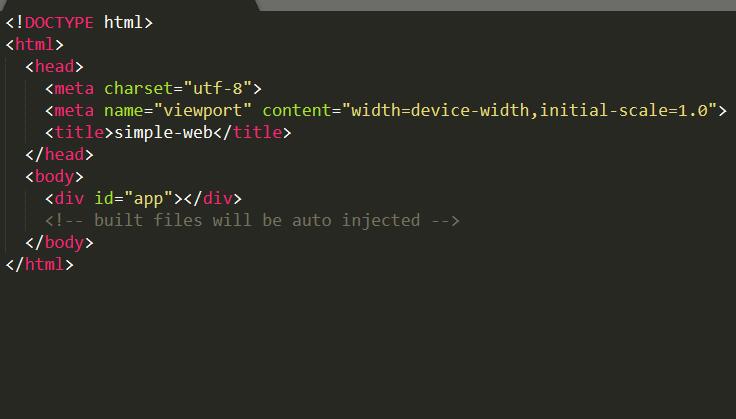 <!DOCTYPE html>
<html>
<head>
<meta charset="utf-8">
<meta name="viewport" content="width=device-width,initial-scale=1.0">
<title>simple-web</title>
</head>
<body>
<div id="app"></div>
<!-- built files will be auto injected -->
</body>
</html>